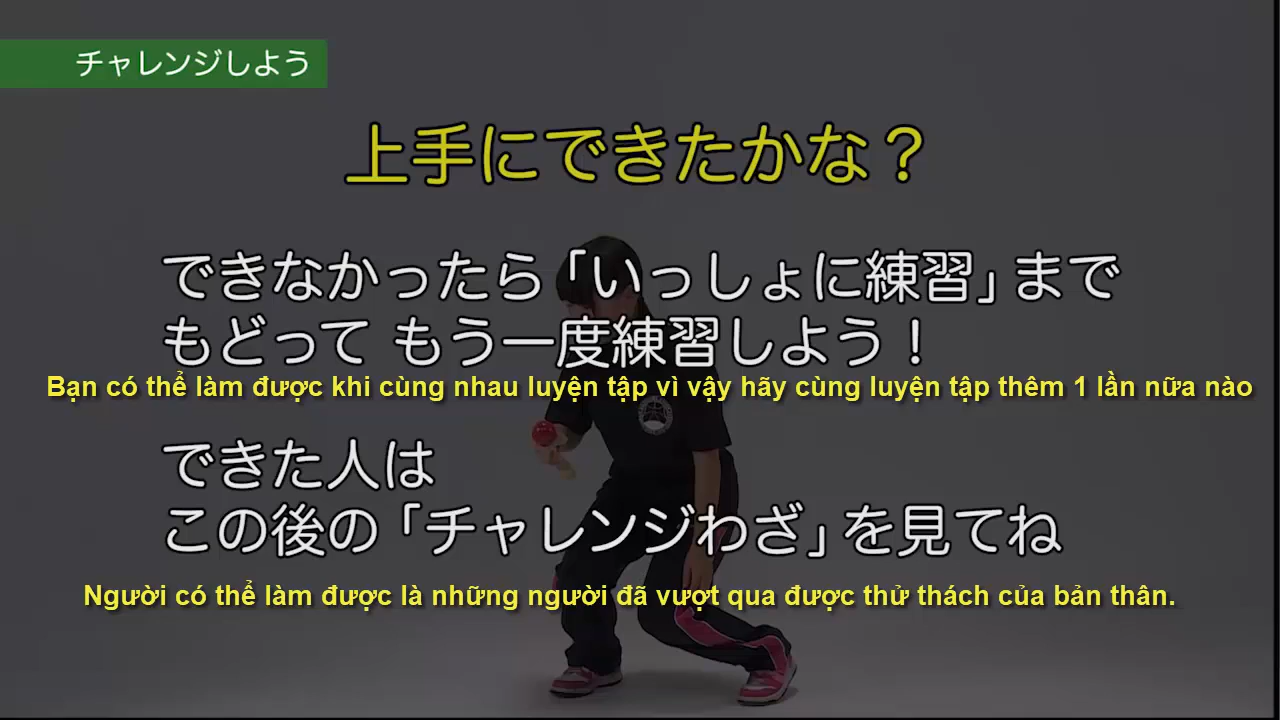 チャレンジしよう
上手にできたかな？
できなかったら「いっしょに練習」まで
もどって もう一度練習しよう！
Bạn có thể làm được khi cùng nhau luyện tập vì vậy hãy cùng luyện tập thêm 1 lần nữa nào
できた人は
この後の「チャレンジわざ」を見てね
Người có thể làm được là những người đã vượt qua được thử thách của bản thân.